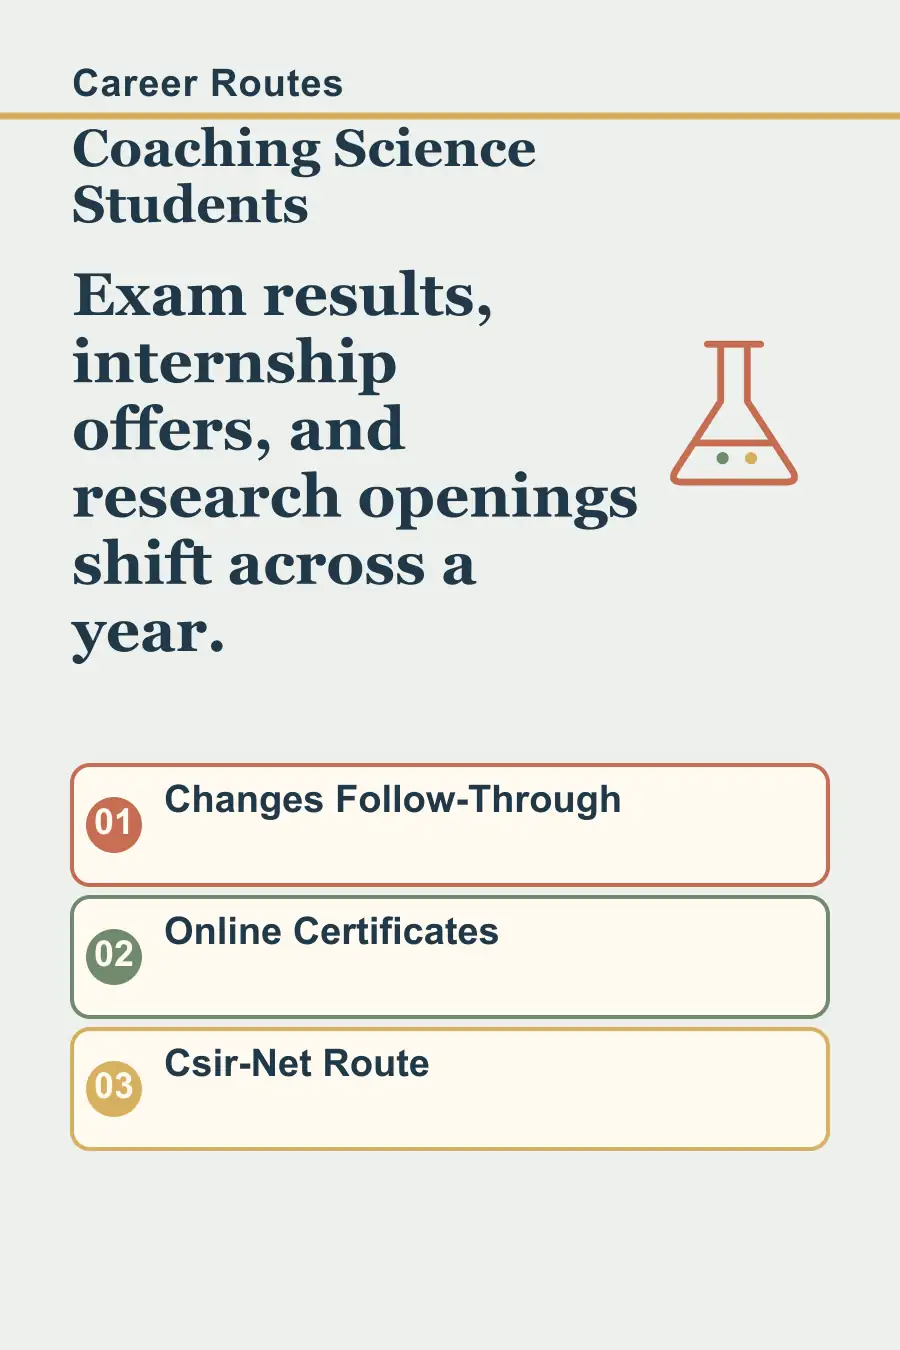 Career Routes
Coaching Science
Students
Exam results,
internship
offers, and
research openings
shift across a
year.
01
Changes Follow-Through
02
Online Certificates
03
Csir-Net Route